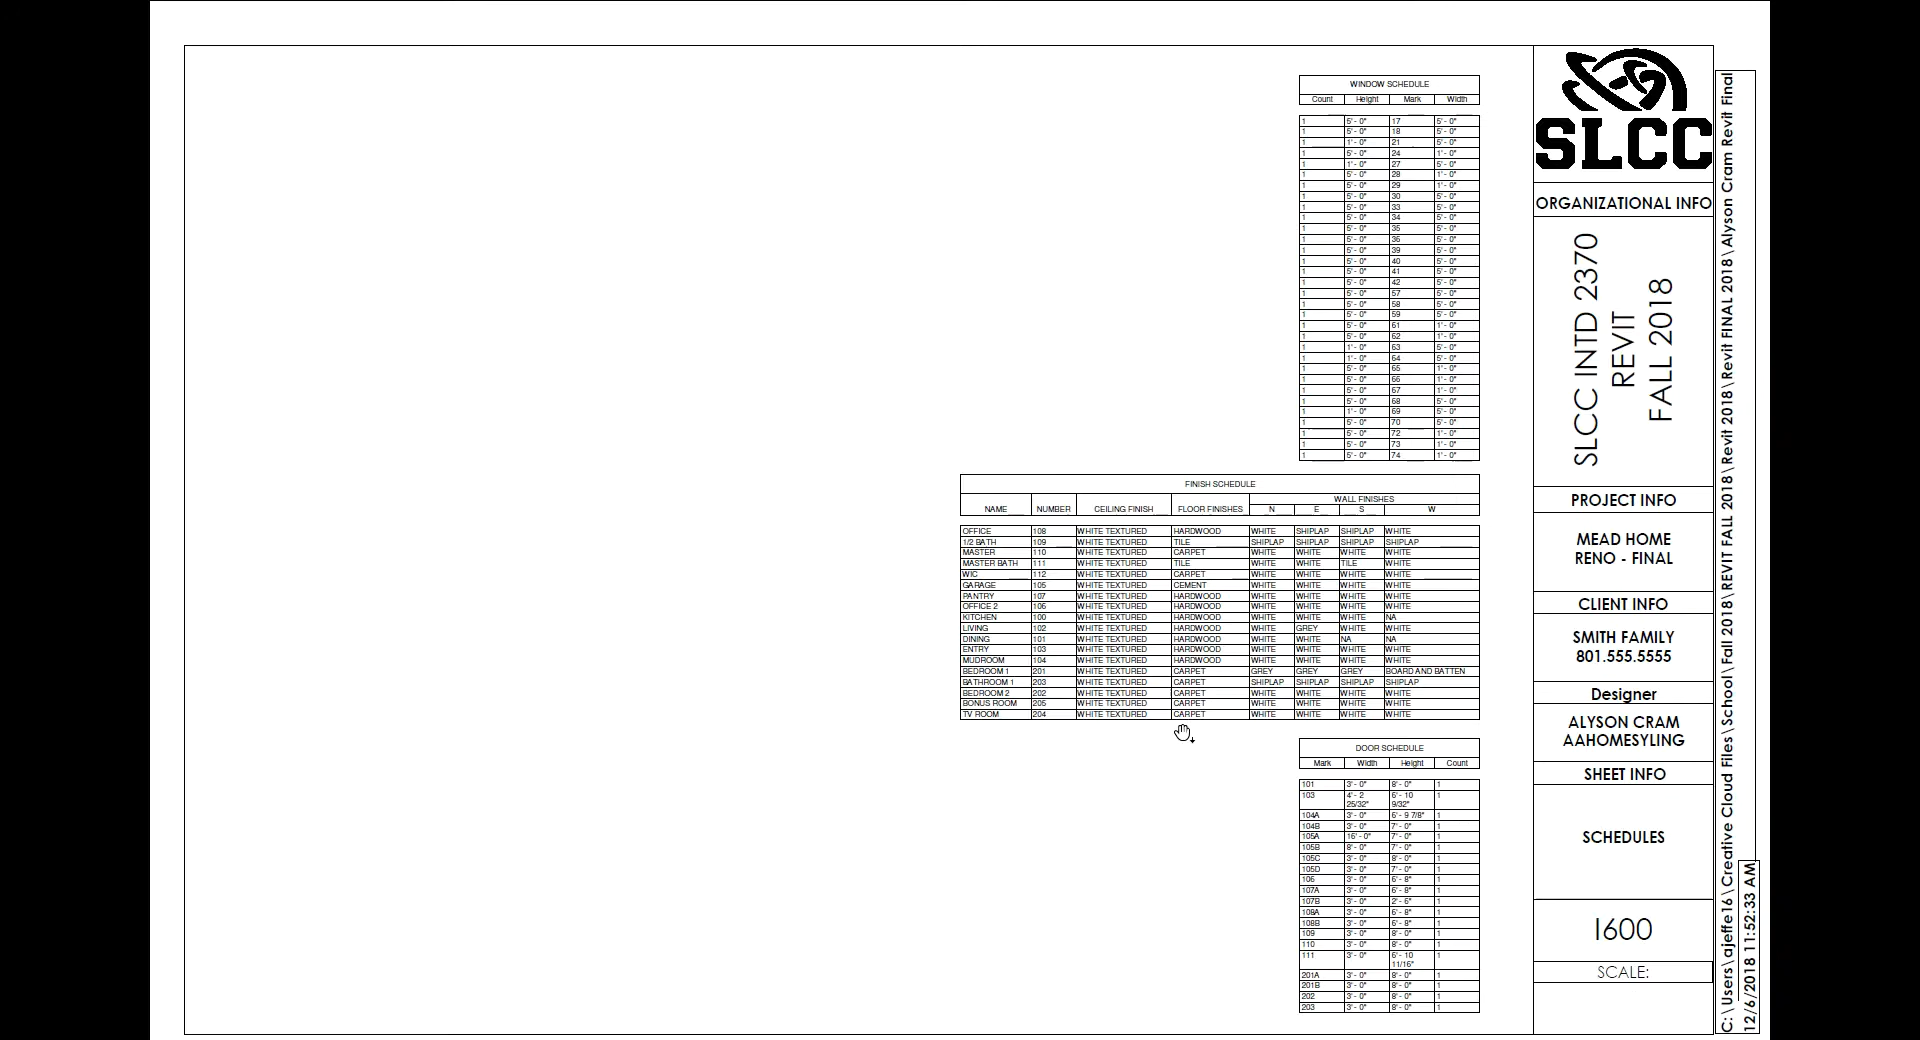 WINDOW SCHEDULE
Count Height Mark Width
1 5' - 0" 17 5' - 0"
1 5' - 0" 18 5' - 0"
1 1' - 0" 21 5' - 0"
1 5' - 0" 24 1' - 0"
1 1' - 0" 27 5' - 0"
1 5' - 0" 28 1' - 0"
1 5' - 0" 29 1' - 0"
1 5' - 0" 30 5' - 0"
1 5' - 0" 33 5' - 0"
1 5' - 0" 34 5' - 0"
1 5' - 0" 35 5' - 0"
1 5' - 0" 36 5' - 0"
1 5' - 0" 39 5' - 0"
1 5' - 0" 40 5' - 0"
1 5' - 0" 41 5' - 0"
1 5' - 0" 42 5' - 0"
1 5' - 0" 57 5' - 0"
1 5' - 0" 58 5' - 0"
1 5' - 0" 59 5' - 0"
1 5' - 0" 61 1' - 0"
1 5' - 0" 62 1' - 0"
1 1' - 0" 63 5' - 0"
1 1' - 0" 64 5' - 0"
1 5' - 0" 65 1' - 0"
1 5' - 0" 66 1' - 0"
1 5' - 0" 67 1' - 0"
1 5' - 0" 68 5' - 0"
1 1' - 0" 69 5' - 0"
1 5' - 0" 70 5' - 0"
1 5' - 0" 72 1' - 0"
1 5' - 0" 73 1' - 0"
1 5' - 0" 74 1' - 0"
FINISH SCHEDULE
WALL FINISHES
NAME NUMBER CEILING FINISH FLOOR FINISHES N E S W
OFFICE 108 WHITE TEXTURED HARDWOOD WHITE SHIPLAP SHIPLAP WHITE
1/2 BATH 109 WHITE TEXTURED TILE SHIPLAP SHIPLAP SHIPLAP SHIPLAP
MASTER 110 WHITE TEXTURED CARPET WHITE WHITE WHITE WHITE
MASTER BATH 111 WHITE TEXTURED TILE WHITE WHITE TILE WHITE
WIC 112 WHITE TEXTURED CARPET WHITE WHITE WHITE WHITE
GARAGE 105 WHITE TEXTURED CEMENT WHITE WHITE WHITE WHITE
PANTRY 107 WHITE TEXTURED HARDWOOD WHITE WHITE WHITE WHITE
OFFICE 2 106 WHITE TEXTURED HARDWOOD WHITE WHITE WHITE WHITE
KITCHEN 100 WHITE TEXTURED HARDWOOD WHITE WHITE WHITE NA
LIVING 102 WHITE TEXTURED HARDWOOD WHITE GREY WHITE WHITE
DINING 101 WHITE TEXTURED HARDWOOD WHITE WHITE NA NA
ENTRY 103 WHITE TEXTURED HARDWOOD WHITE WHITE WHITE WHITE
MUDROOM 104 WHITE TEXTURED HARDWOOD WHITE WHITE WHITE WHITE
BEDROOM 1 201 WHITE TEXTURED CARPET GREY GREY GREY BOARD AND BATTEN
BATHROOM 1 203 WHITE TEXTURED CARPET SHIPLAP SHIPLAP SHIPLAP SHIPLAP
BEDROOM 2 202 WHITE TEXTURED CARPET WHITE WHITE WHITE WHITE
BONUS ROOM 205 WHITE TEXTURED CARPET WHITE WHITE WHITE WHITE
TV ROOM 204 WHITE TEXTURED CARPET WHITE WHITE WHITE WHITE
DOOR SCHEDULE
Mark Width Height Count
101 3' - 0" 8' - 0" 1
103 4' - 2 6' - 10 1
25/32" 9/32"
104A 3' - 0" 6' - 9 7/8" 1
104B 3' - 0" 7' - 0" 1
105A 16' - 0" 7' - 0" 1
105B 8' - 0" 7' - 0" 1
105C 3' - 0" 8' - 0" 1
105D 3' - 0" 7' - 0" 1
106 3' - 0" 6' - 8" 1
107A 3' - 0" 6' - 8" 1
107B 3' - 0" 2' - 6" 1
108A 3' - 0" 6' - 8" 1
108B 3' - 0" 6' - 8" 1
109 3' - 0" 8' - 0" 1
110 3' - 0" 8' - 0" 1
111 3' - 0" 6' - 10 1
11/16"
201A 3' - 0" 8' - 0" 1
201B 3' - 0" 8' - 0" 1
202 3' - 0" 8' - 0" 1
203 3' - 0" 8' - 0" 1
SLCC
ORGANIZATIONAL INFO
SLCC INTD 2370
REVIT
FALL 2018
PROJECT INFO
MEAD HOME
RENO - FINAL
CLIENT INFO
SMITH FAMILY
801.555.5555
Designer
ALYSON CRAM
AAHOMESYLING
SHEET INFO
SCHEDULES
I600
SCALE:
C:\Users\ajeffe16\Creative Cloud Files\School\Fall 2018\REVIT FALL 2018\Revit 2018\Revit FINAL 2018\Alyson Cram Revit Final
12/6/2018 11:52:33 AM